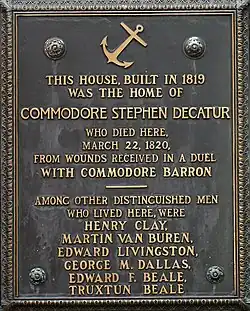 THIS HOUSE, BUILT IN 1819
WAS THE HOME OF
COMMODORE STEPHEN DECATUR
WHO DIED HERE,
MARCH 22, 1820,
FROM WOUNDS RECEIVED IN A DUEL
WITH COMMODORE BARRON
AMONG OTHER DISTINGUISHED MEN
WHO LIVED HERE, WERE
HENRY CLAY,
MARTIN VAN BUREN,
EDWARD LIVINGSTON,
GEORGE M. DALLAS,
EDWARD F. BEALE,
TRUXTUN BEALE